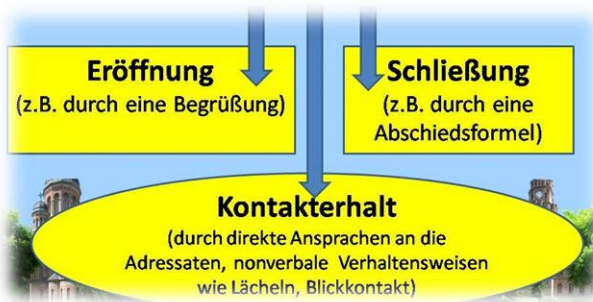 Eröffnung
(z.B. durch eine Begrüßung)
Schließung
(z.B. durch eine
Abschiedsformel)
Kontakterhalt
(durch direkte Ansprachen an die
Adressaten, nonverbale Verhaltensweisen
wie Lächeln, Blickkontakt)